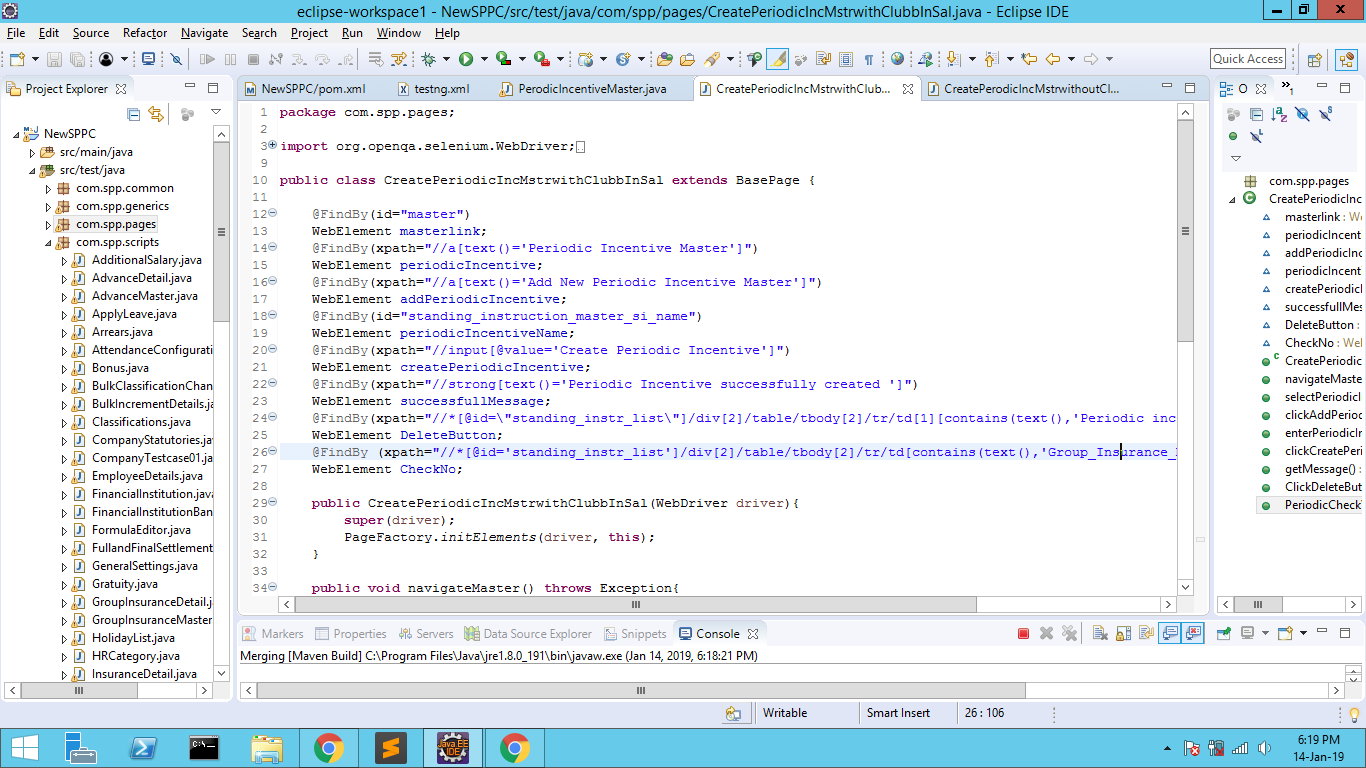 eclipse-workspace1 - NewSPPC/src/test/java/com/spp/pages/CreatePeriodicIncMstrwithClubbInSal.java - Eclipse IDE
File Edit Source Refactor Navigate Search Project Run Window Help
Quick Access
Project Explorer
NewSPPC
src/main/java
src/test/java
com.spp.common
com.spp.generics
com.spp.pages
com.spp.scripts
AdditionalSalary.java
AdvanceDetail.java
AdvanceMaster.java
ApplyLeave.java
Arrears.java
AttendanceConfigurati
Bonus.java
BulkClassificationChan
BulkIncrementDetails.ja
Classifications.java
CompanyStatutories.jav
CompanyTestcase01.java
EmployeeDetails.java
FinancialInstitution.java
FinancialInstitutionBan
FormulaEditor.java
FullandFinalSettlement
GeneralSettings.java
Gratuity.java
GroupInsuranceDetail.j
GroupInsuranceMaster
HolidayList.java
HRCategory.java
InsuranceDetail.java
NewSPPC/pom.xml testng.xml PerodicIncentiveMaster.java CreatePeriodicIncMstrwithClub... CreatePeriodicIncMstrwithoutCl...
1 package com.spp.pages;
2
3 import org.openqa.selenium.WebDriver;
9
10 public class CreatePeriodicIncMstrwithClubbInSal extends BasePage {
11
12 @FindBy(id="master")
13 WebElement masterlink;
14 @FindBy(xpath="//a[text()='Periodic Incentive Master']")
15 WebElement periodicIncentive;
16 @FindBy(xpath="//a[text()='Add New Periodic Incentive Master']")
17 WebElement addPeriodicIncentive;
18 @FindBy(id="standing_instruction_master_si_name")
19 WebElement periodicIncentiveName;
20 @FindBy(xpath="//input[@value='Create Periodic Incentive']")
21 WebElement createPeriodicIncentive;
22 @FindBy(xpath="//strong[text()='Periodic Incentive successfully created ']")
23 WebElement successfullMessage;
24 @FindBy(xpath="//*[@id=\"standing_instr_list\"]/div[2]/table/tbody[2]/tr/td[1][contains(text(),'Periodic inc
25 WebElement DeleteButton;
26 @FindBy (xpath="//*[@id='standing_instr_list']/div[2]/table/tbody[2]/tr/td[contains(text(),'Group_Insurance_
27 WebElement CheckNo;
28
29 public CreatePeriodicIncMstrwithClubbInSal(WebDriver driver){
30 super(driver);
31 PageFactory.initElements(driver, this);
32 }
33
34 public void navigateMaster() throws Exception{
O
1
com.spp.pages
CreatePeriodicInc
masterlink : We
periodicIncent
addPeriodicInc
periodicIncent
createPeriodicI
successfullMes
DeleteButton :
CheckNo : Web
CreatePeriodic
navigateMaste
selectPeriodicI
clickAddPerioc
enterPeriodicIn
clickCreatePeri
getMessage() :
ClickDeleteBut
PeriodicCheck
Markers Properties Servers Data Source Explorer Snippets Console
Merging [Maven Build] C:\Program Files\Java\jre1.8.0_191\bin\javaw.exe (Jan 14, 2019, 6:18:21 PM)
Writable Smart Insert 26 : 106
Java EE
IDE
6:19 PM
14-Jan-19